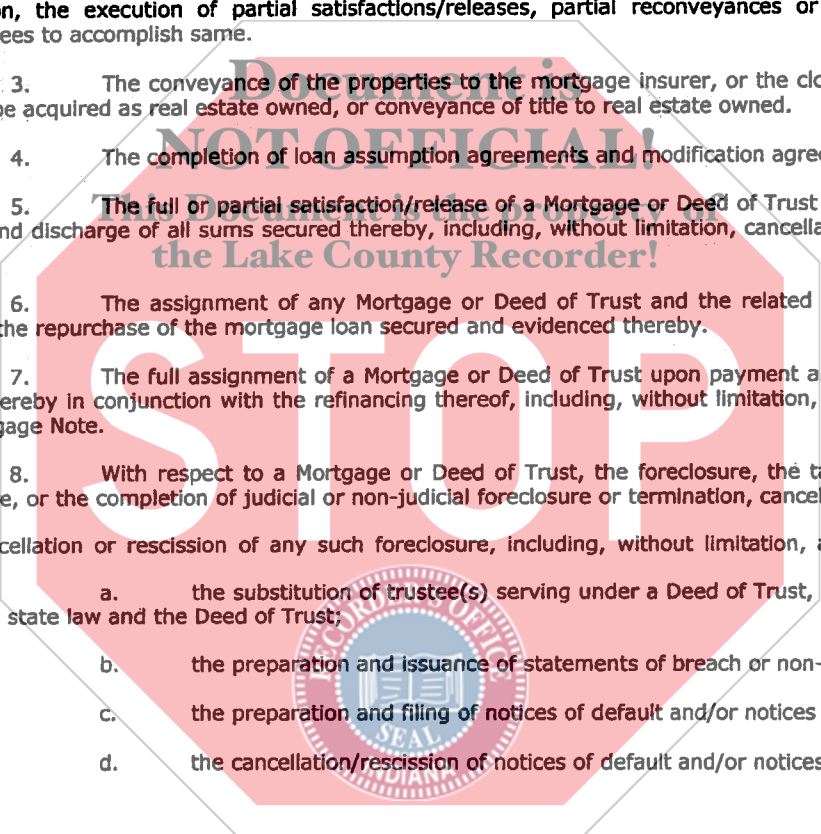 on, the execution of partial satisfactions/releases, partial reconveyances or
ees to accomplish same.
3. The conveyance of the properties to the mortgage insurer, or the clo
be acquired as real estate owned, or conveyance of title to real estate owned.
4. The completion of loan assumption agreements and modification agree
5. The full or partial satisfaction/release of a Mortgage or Deed of Trust
nd discharge of all sums secured thereby, including, without limitation, cancella
6. The assignment of any Mortgage or Deed of Trust and the related
the repurchase of the mortgage loan secured and evidenced thereby.
7. The full assignment of a Mortgage or Deed of Trust upon payment a
ereby in conjunction with the refinancing thereof, including, without limitation,
gage Note.
8. With respect to a Mortgage or Deed of Trust, the foreclosure, the ta
e, or the completion of judicial or non-judicial foreclosure or termination, cancel
cellation or rescission of any such foreclosure, including, without limitation, a
a. the substitution of trustee(s) serving under a Deed of Trust,
state law and the Deed of Trust;
b. the preparation and issuance of statements of breach or non-
c. the preparation and filing of notices of default and/or notices
d. the cancellation/rescission of notices of default and/or notices
Document is
NOT OFFICIAL!
This Document is the property of
the Lake County Recorder!
STOP
RECORDER'S OFFICE
SEAL
INDIANA